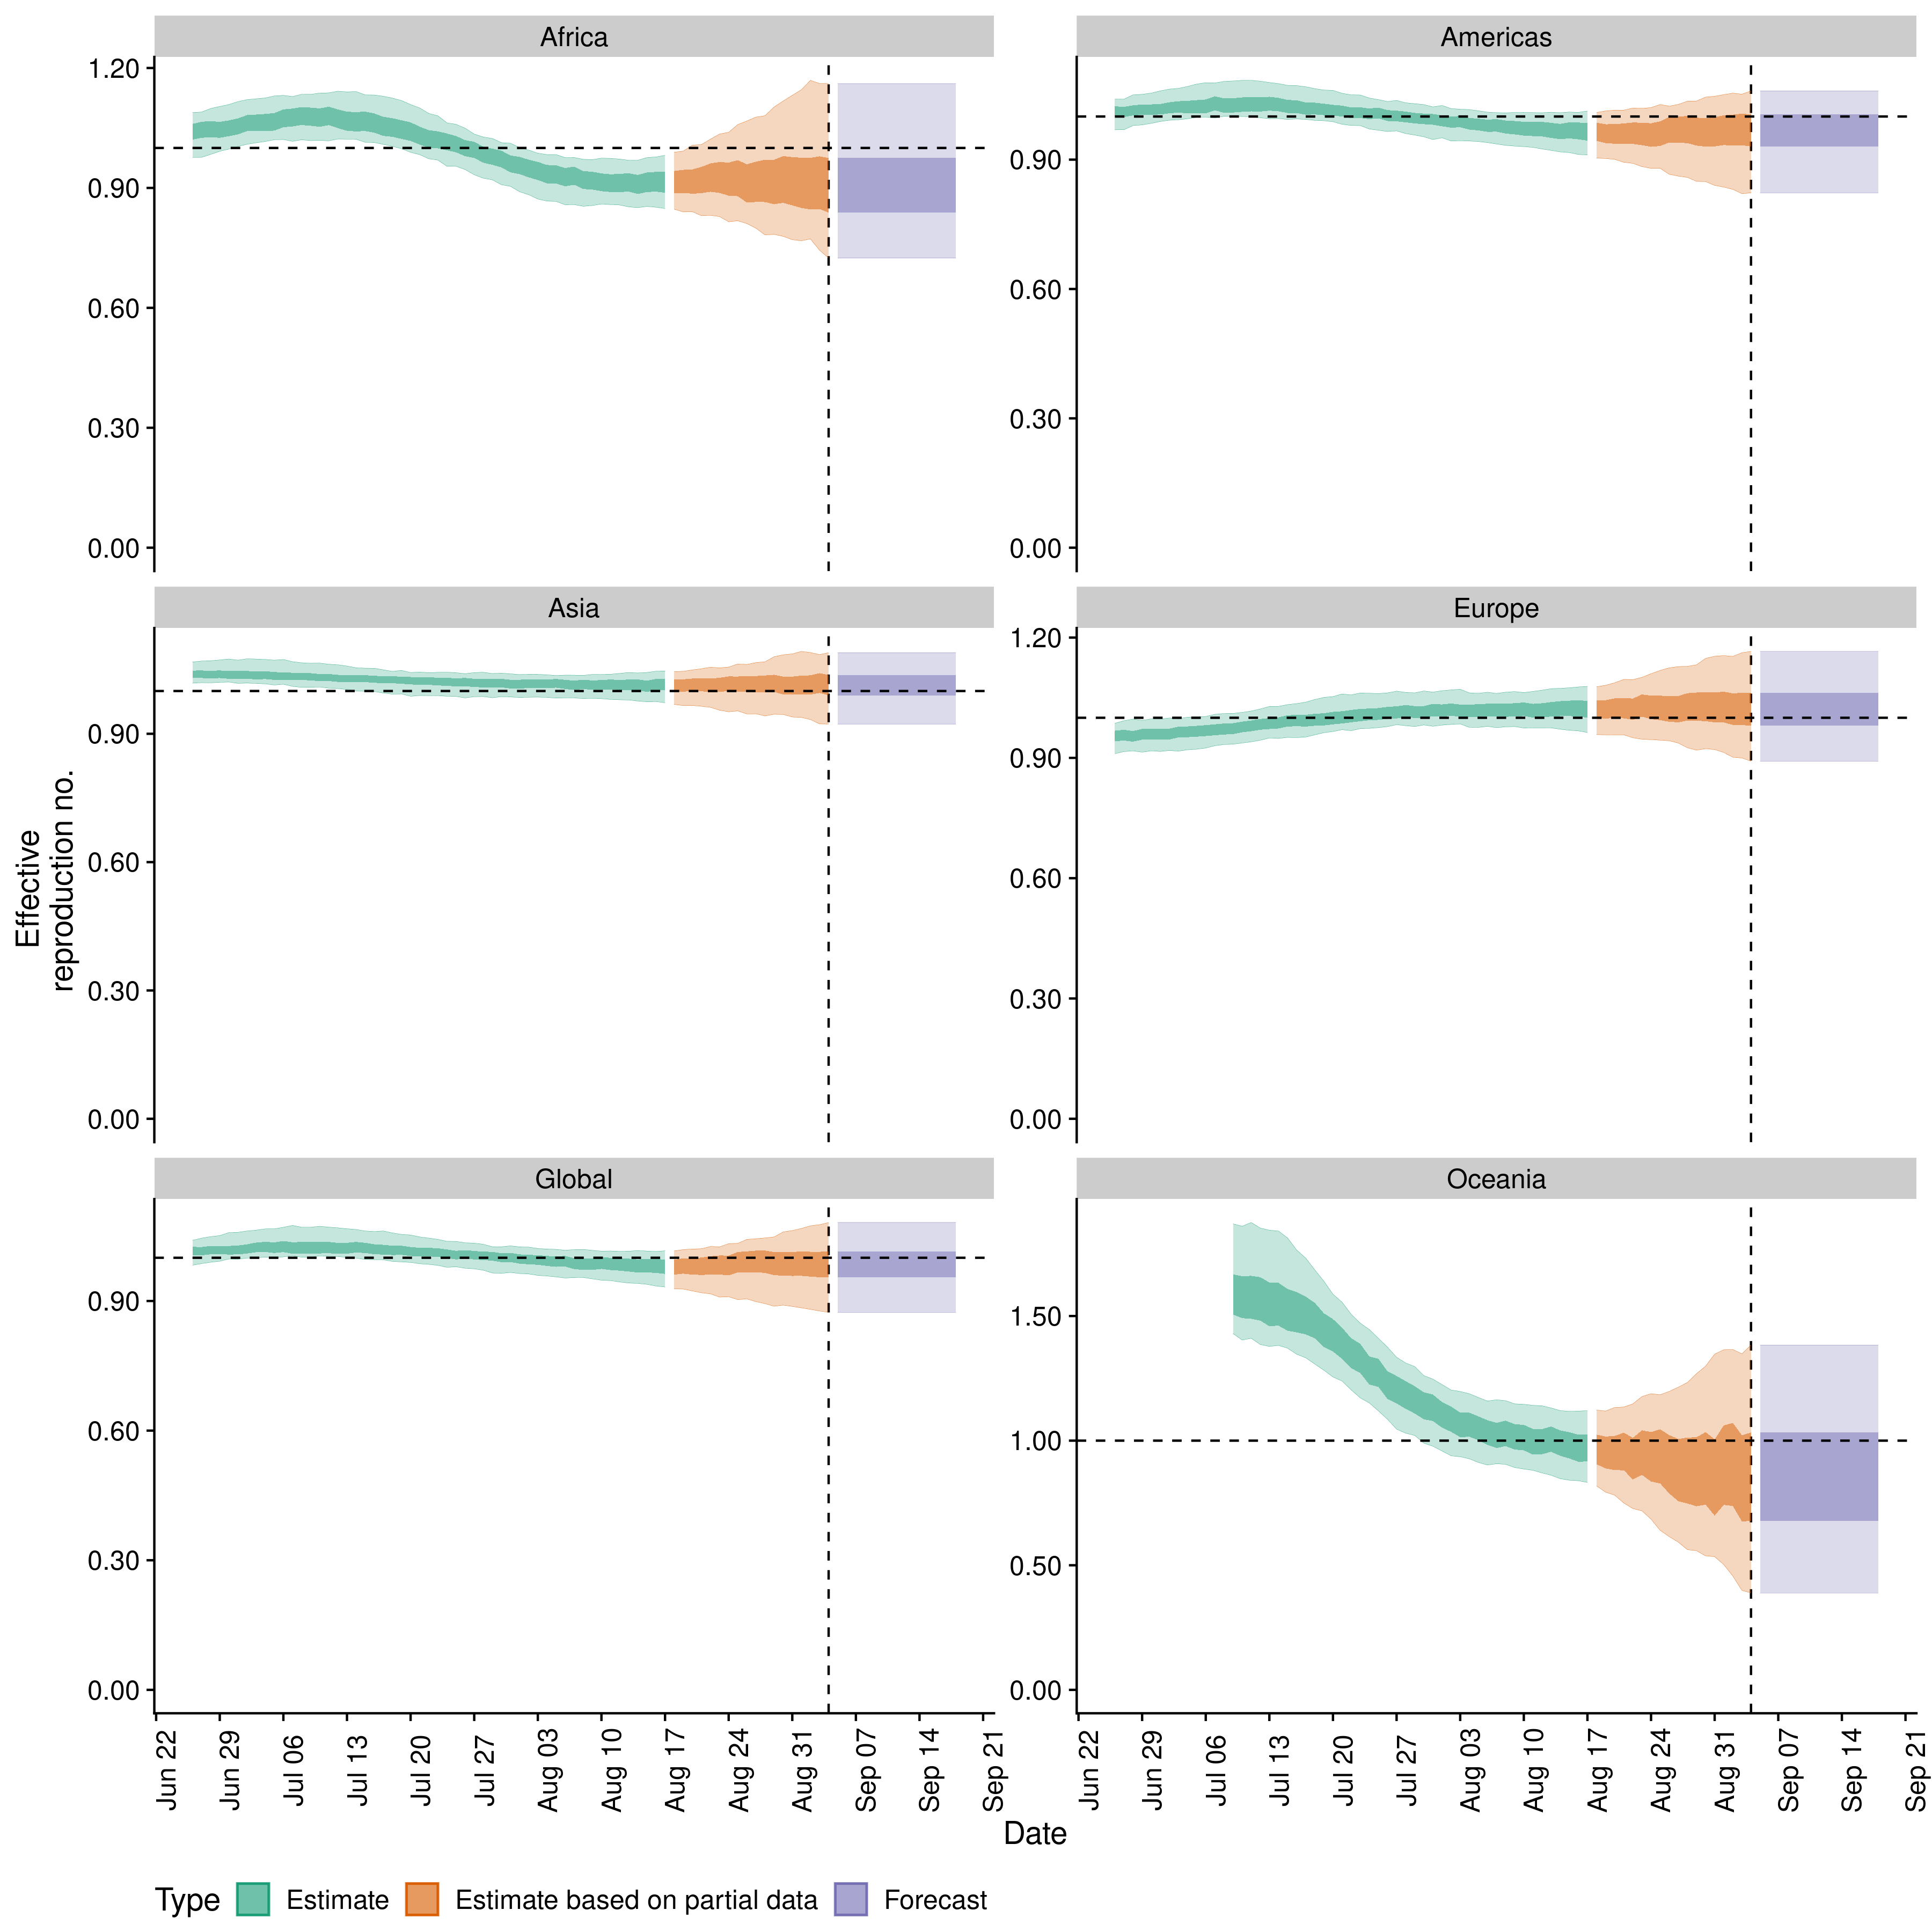 Africa
Americas
1.20
0.90
0.60
0.30
0.00
0.90
0.60
0.30
0.00
Asia
Europe
0.90
0.60
0.30
0.00
1.20
0.90
0.60
0.30
0.00
Effective
reproduction no.
Global
Oceania
0.90
0.60
0.30
0.00
1.50
1.00
0.50
0.00
Jun 22
Jun 29
Jul 06
Jul 13
Jul 20
Jul 27
Aug 03
Aug 10
Aug 17
Aug 24
Aug 31
Sep 07
Sep 14
Sep 21
Jun 22
Jun 29
Jul 06
Jul 13
Jul 20
Jul 27
Aug 03
Aug 10
Aug 17
Aug 24
Aug 31
Sep 07
Sep 14
Sep 21
Date
Type Estimate Estimate based on partial data Forecast